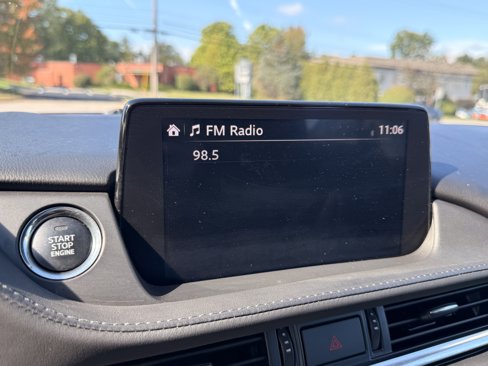 FM Radio 11:06
98.5
START
STOP
ENGINE